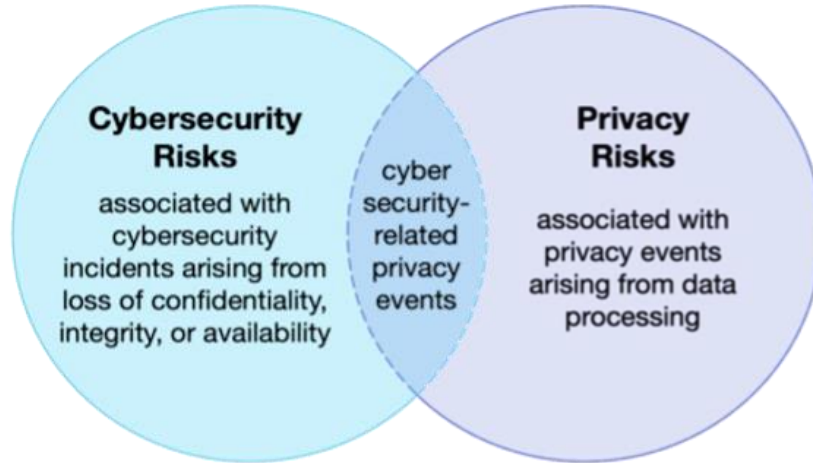 Cybersecurity
Risks
associated with
cybersecurity
incidents arising from
loss of confidentiality,
integrity, or availability
cyber
security-
related
privacy
events
Privacy
Risks
associated with
privacy events
arising from data
processing